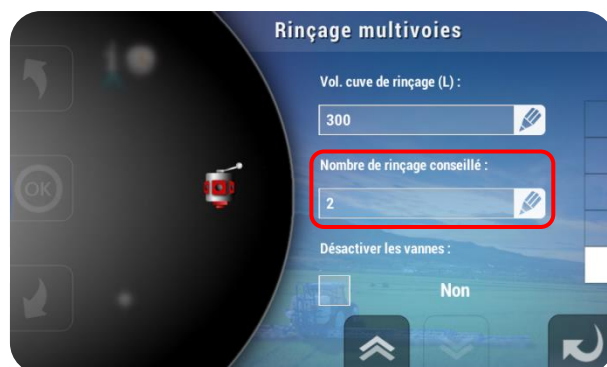 Rinçage multivoies
Vol. cuve de rinçage (L) :
300
Nombre de rinçage conseillé :
2
Désactiver les vannes :
Non
OK